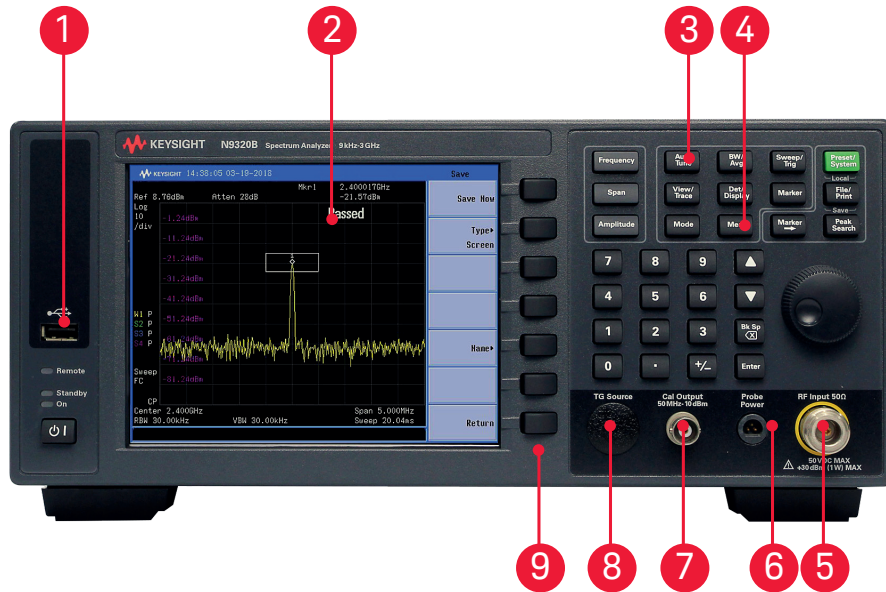 1
2
3
4
KEYSIGHT N9320B Spectrum Analyzer 9 kHz-3 GHz
KEYSIGHT 14:38:05 03-19-2018
Save
Mkr1 2.400017GHz
Ref 8.76dBm Atten 28dB -21.57dBm
Log
10
/div
Passed
-1.24dBm
-11.24dBm
-21.24dBm
-31.24dBm
-41.24dBm
-51.24dBm
-81.24dBm
1
W1 P
S2 P
S3 P
S4 P
Sweep
FC
CP
Center 2.400GHz Span 5.000MHz
RBW 30.00kHz VBW 30.00kHz Sweep 20.04ms
Save Now
Type
Screen
Name
Return
Remote
Standby
On
Frequency
Span
Amplitude
Tune
BW/
Avg
Sweep/
Trig
Preset/
System
View/
Trace
Det/
Display
Marker
Local
File/
Print
Mode
Marker
Save
Peak
Search
7 8 9
4 5 6
1 2 3 Bk Sp
0 . +/− Enter
TG Source
Cal Output
50 MHz-10 dBm
Probe
Power
RF Input 50Ω
50 VDC MAX
+30 dBm (1W) MAX
9
8
7
6
5